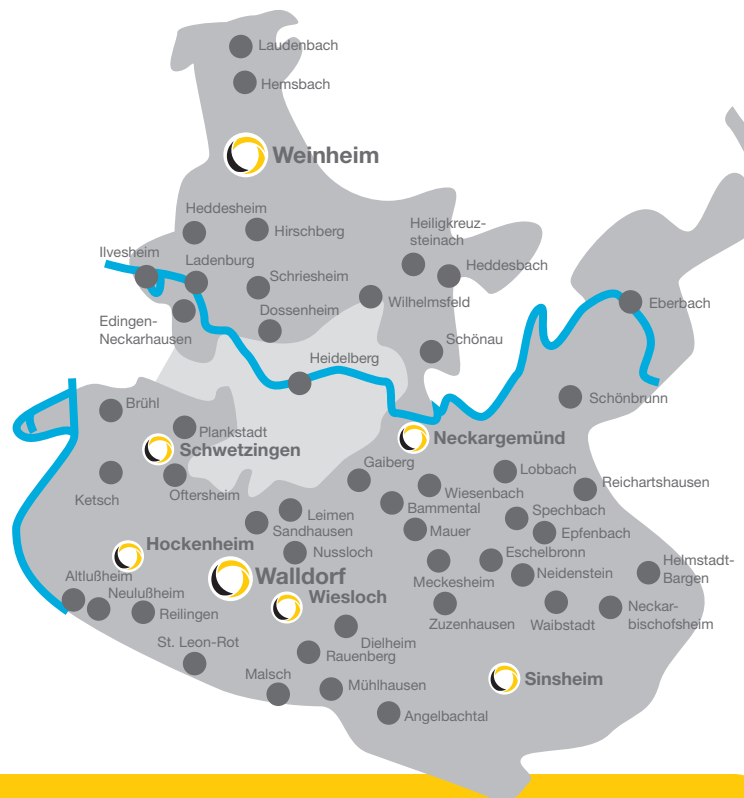 Laudenbach
Hemsbach
Weinheim
Heddesheim
Hirschberg
Heiligkreuz-
steinach
Ilvesheim
Ladenburg
Schriesheim
Heddesbach
Edingen-
Neckarhausen
Dossenheim
Wilhelmsfeld
Eberbach
Heidelberg
Schönau
Brühl
Plankstadt
Schönbrunn
Schwetzingen
Neckargemünd
Ketsch
Oftersheim
Gaiberg
Wiesenbach
Lobbach
Reichartshausen
Bammental
Spechbach
Leimen
Sandhausen
Mauer
Epfenbach
Hockenheim
Nussloch
Eschelbronn
Helmstadt-
Bargen
Walldorf
Meckesheim
Neidenstein
Altlußheim
Neulußheim
Wiesloch
Reilingen
Zuzenhausen
Waibstadt
Neckar-
bischofsheim
St. Leon-Rot
Dielheim
Rauenberg
Malsch
Mühlhausen
Sinsheim
Angelbachtal